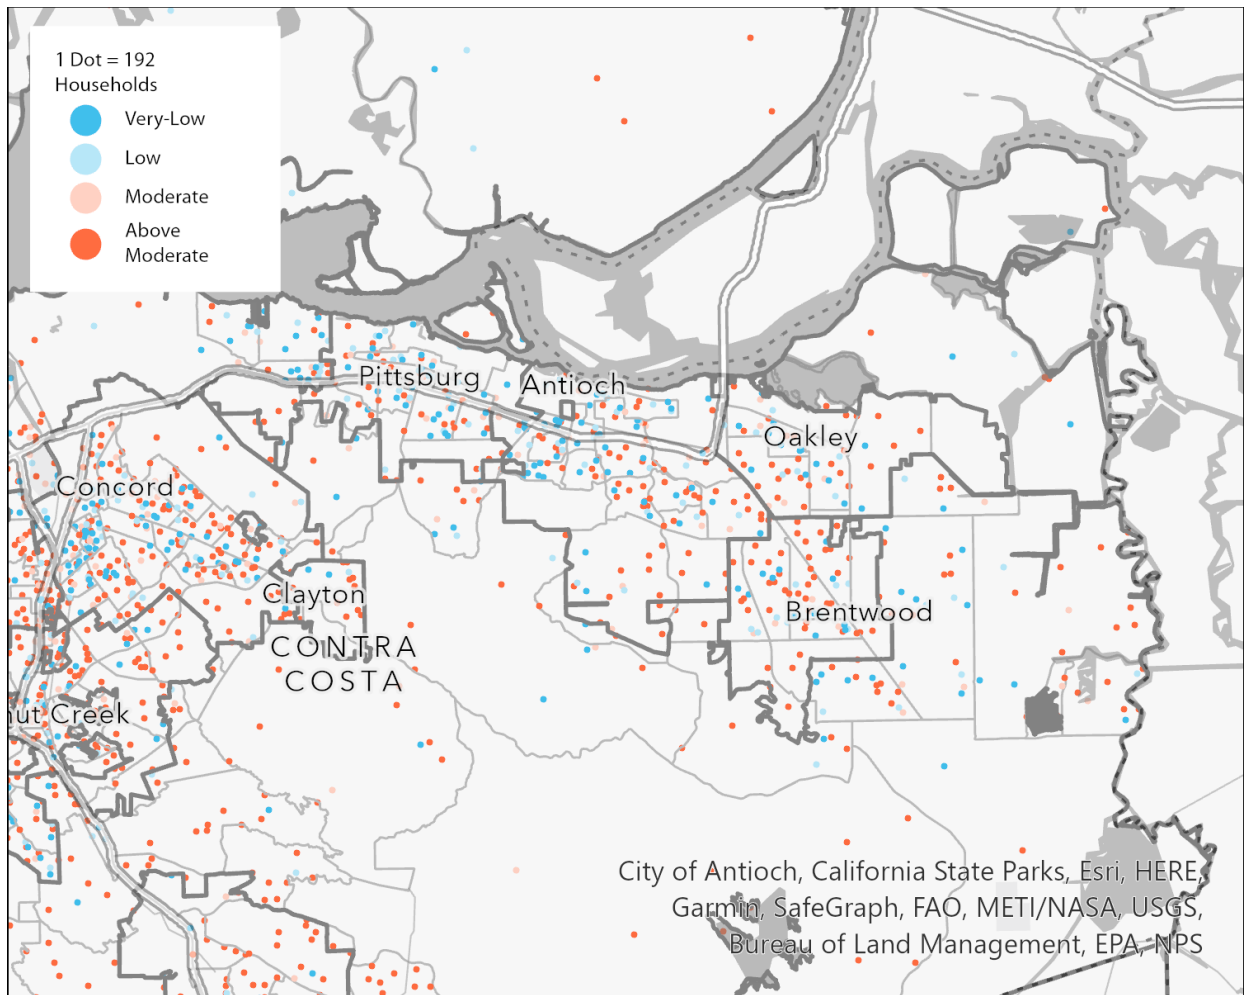 1 Dot = 192
Households
Very-Low
Low
Moderate
Above
Moderate
Pittsburg
Antioch
Oakley
Concord
Clayton
Brentwood
CONTRA
COSTA
nut Creek
City of Antioch, California State Parks, Esri, HERE,
Garmin, SafeGraph, FAO, METI/NASA, USGS,
Bureau of Land Management, EPA, NPS